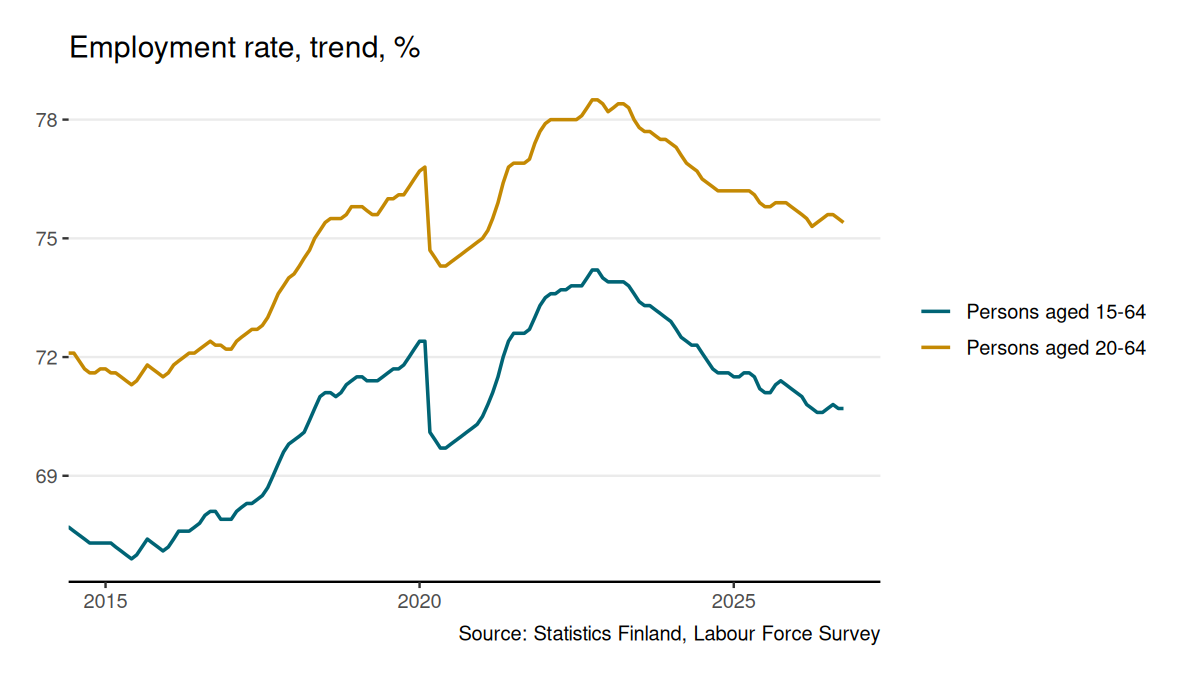 Employment rate, trend, %
78
75
72
69
2015 2020 2025
Persons aged 15-64
Persons aged 20-64
Source: Statistics Finland, Labour Force Survey